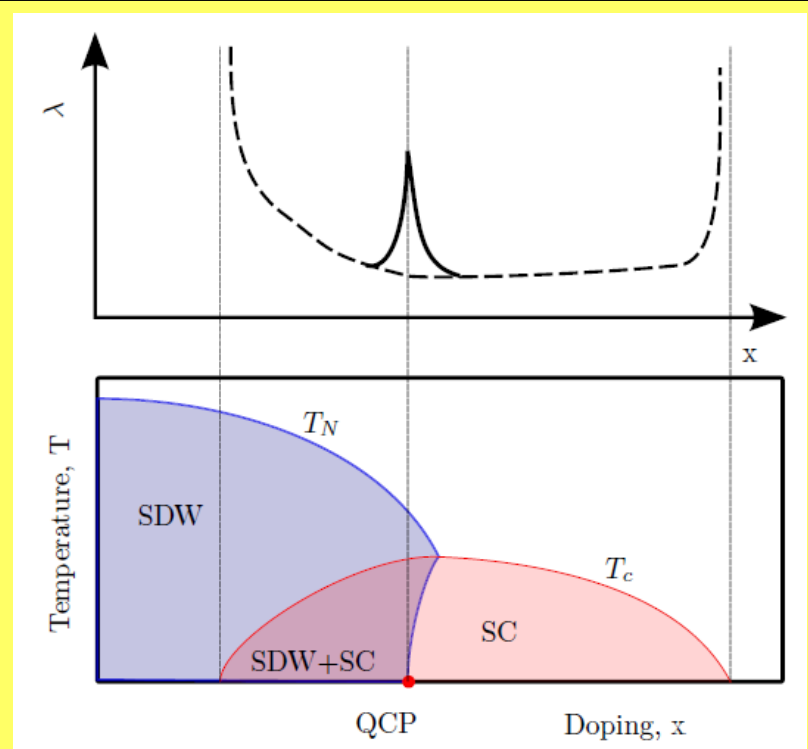 λ
x
T_N
SDW
Temperature, T
T_c
SC
SDW+SC
QCP
Doping, x